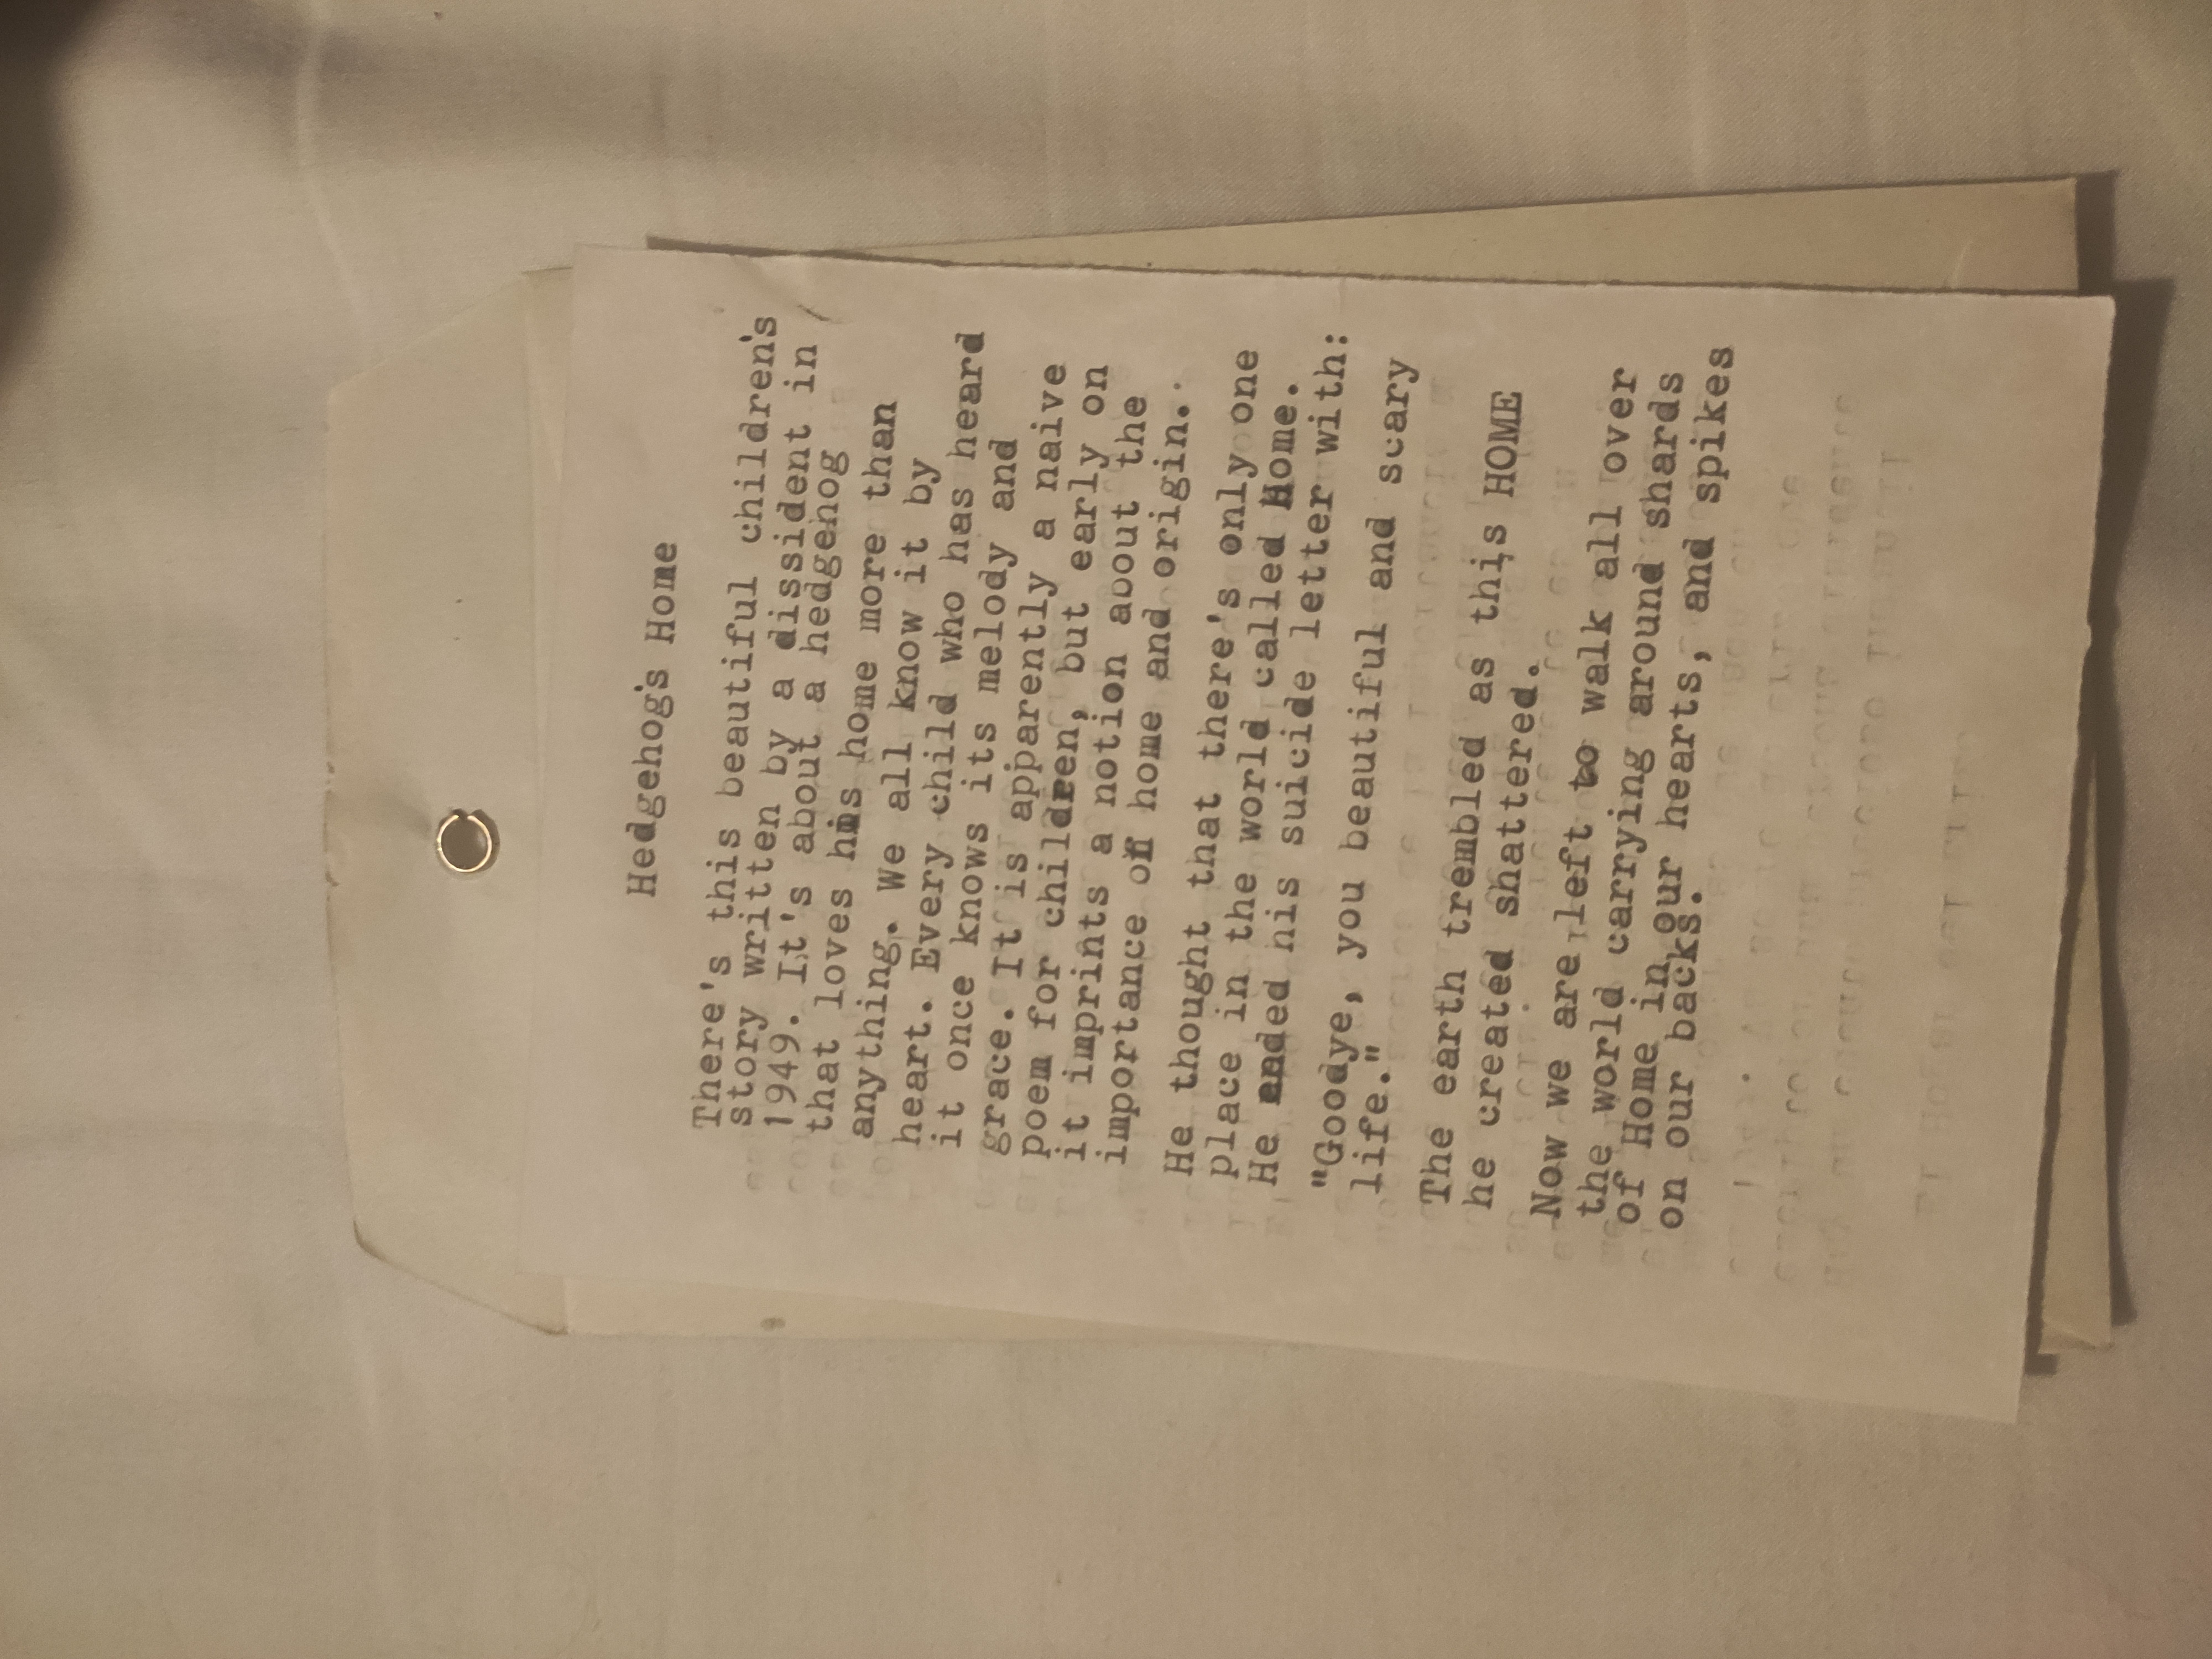 Hedgehog's Home
There's this beautiful children's
story written by a dissident in
1949. It's about a hedgehog
that loves his home more than
anything. We all know it by
heart. Every child who has heard
it once knows its melody and
grace. It is apparently a naive
poem for children, but early on
it imprints a notion about the
importance of home and origin.
He thought that there's only one
place in the world called Home.
He ended his suicide letter with:
"Goodye, you beautiful and scary
life."
The earth trembled as this HOME
he created shattered.
Now we are left to walk all over
the world carrying around shards
of Home in our hearts, and spikes
on our backs.